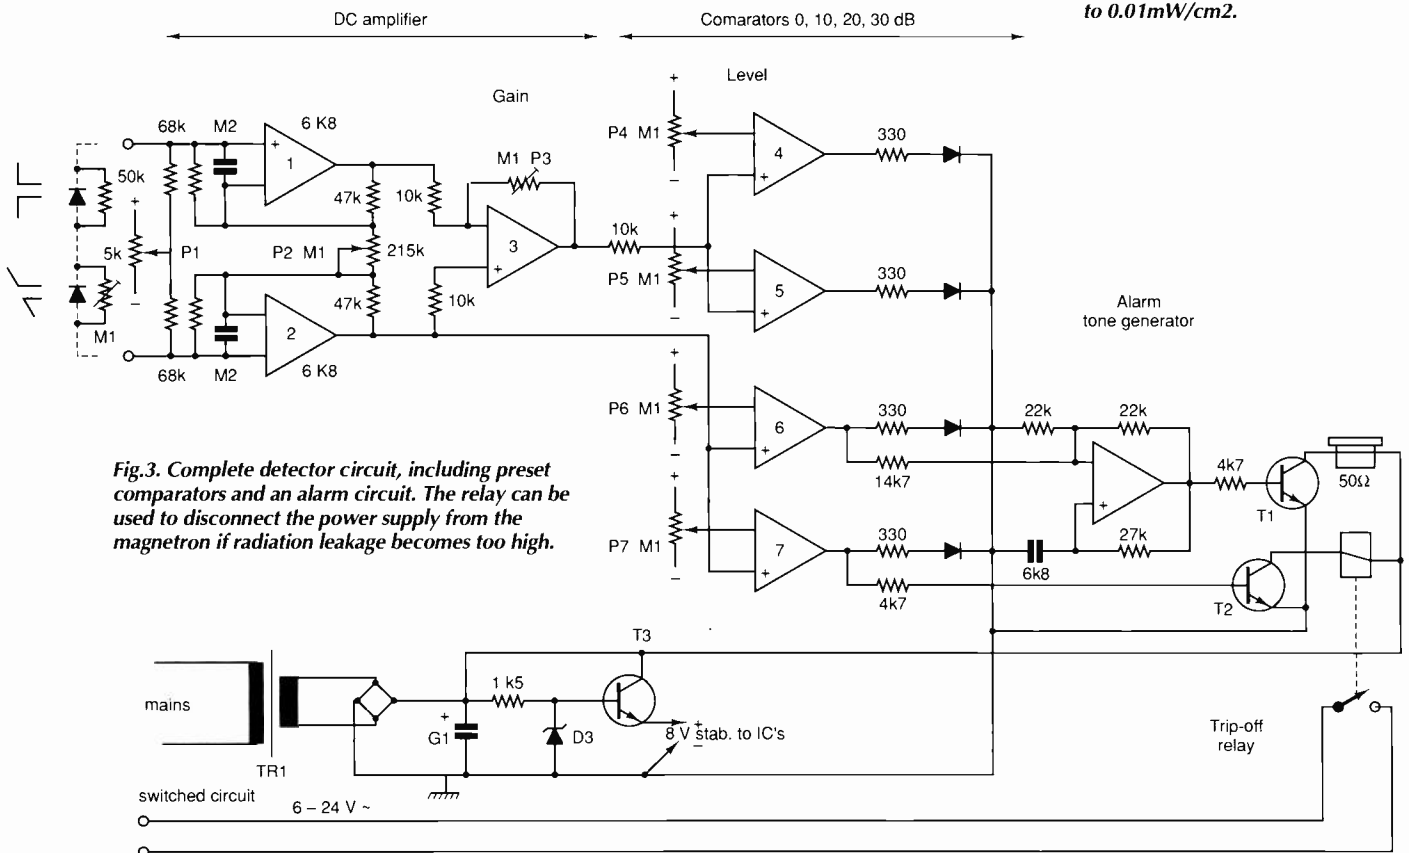 to 0.01mW/cm2.
DC amplifier
Comarators 0, 10, 20, 30 dB
Level
Gain
68k
M2
6 K8
+
1
50k
+
5k
P1
−
M1
47k
10k
P2 M1
215k
47k
10k
2
68k
M2
6 K8
M1 P3
3
+
10k
+
P4 M1
−
4
+
330
+
P5 M1
−
5
+
330
Alarm
tone generator
+
P6 M1
−
6
+
330
14k7
22k
22k
+
P7 M1
−
7
+
330
4k7
6k8
+
27k
4k7
T1
50Ω
T2
Fig.3. Complete detector circuit, including preset
comparators and an alarm circuit. The relay can be
used to disconnect the power supply from the
magnetron if radiation leakage becomes too high.
mains
TR1
+
G1
1 k5
D3
T3
+
8 V stab. to IC's
−
Trip-off
relay
switched circuit
6 – 24 V ~